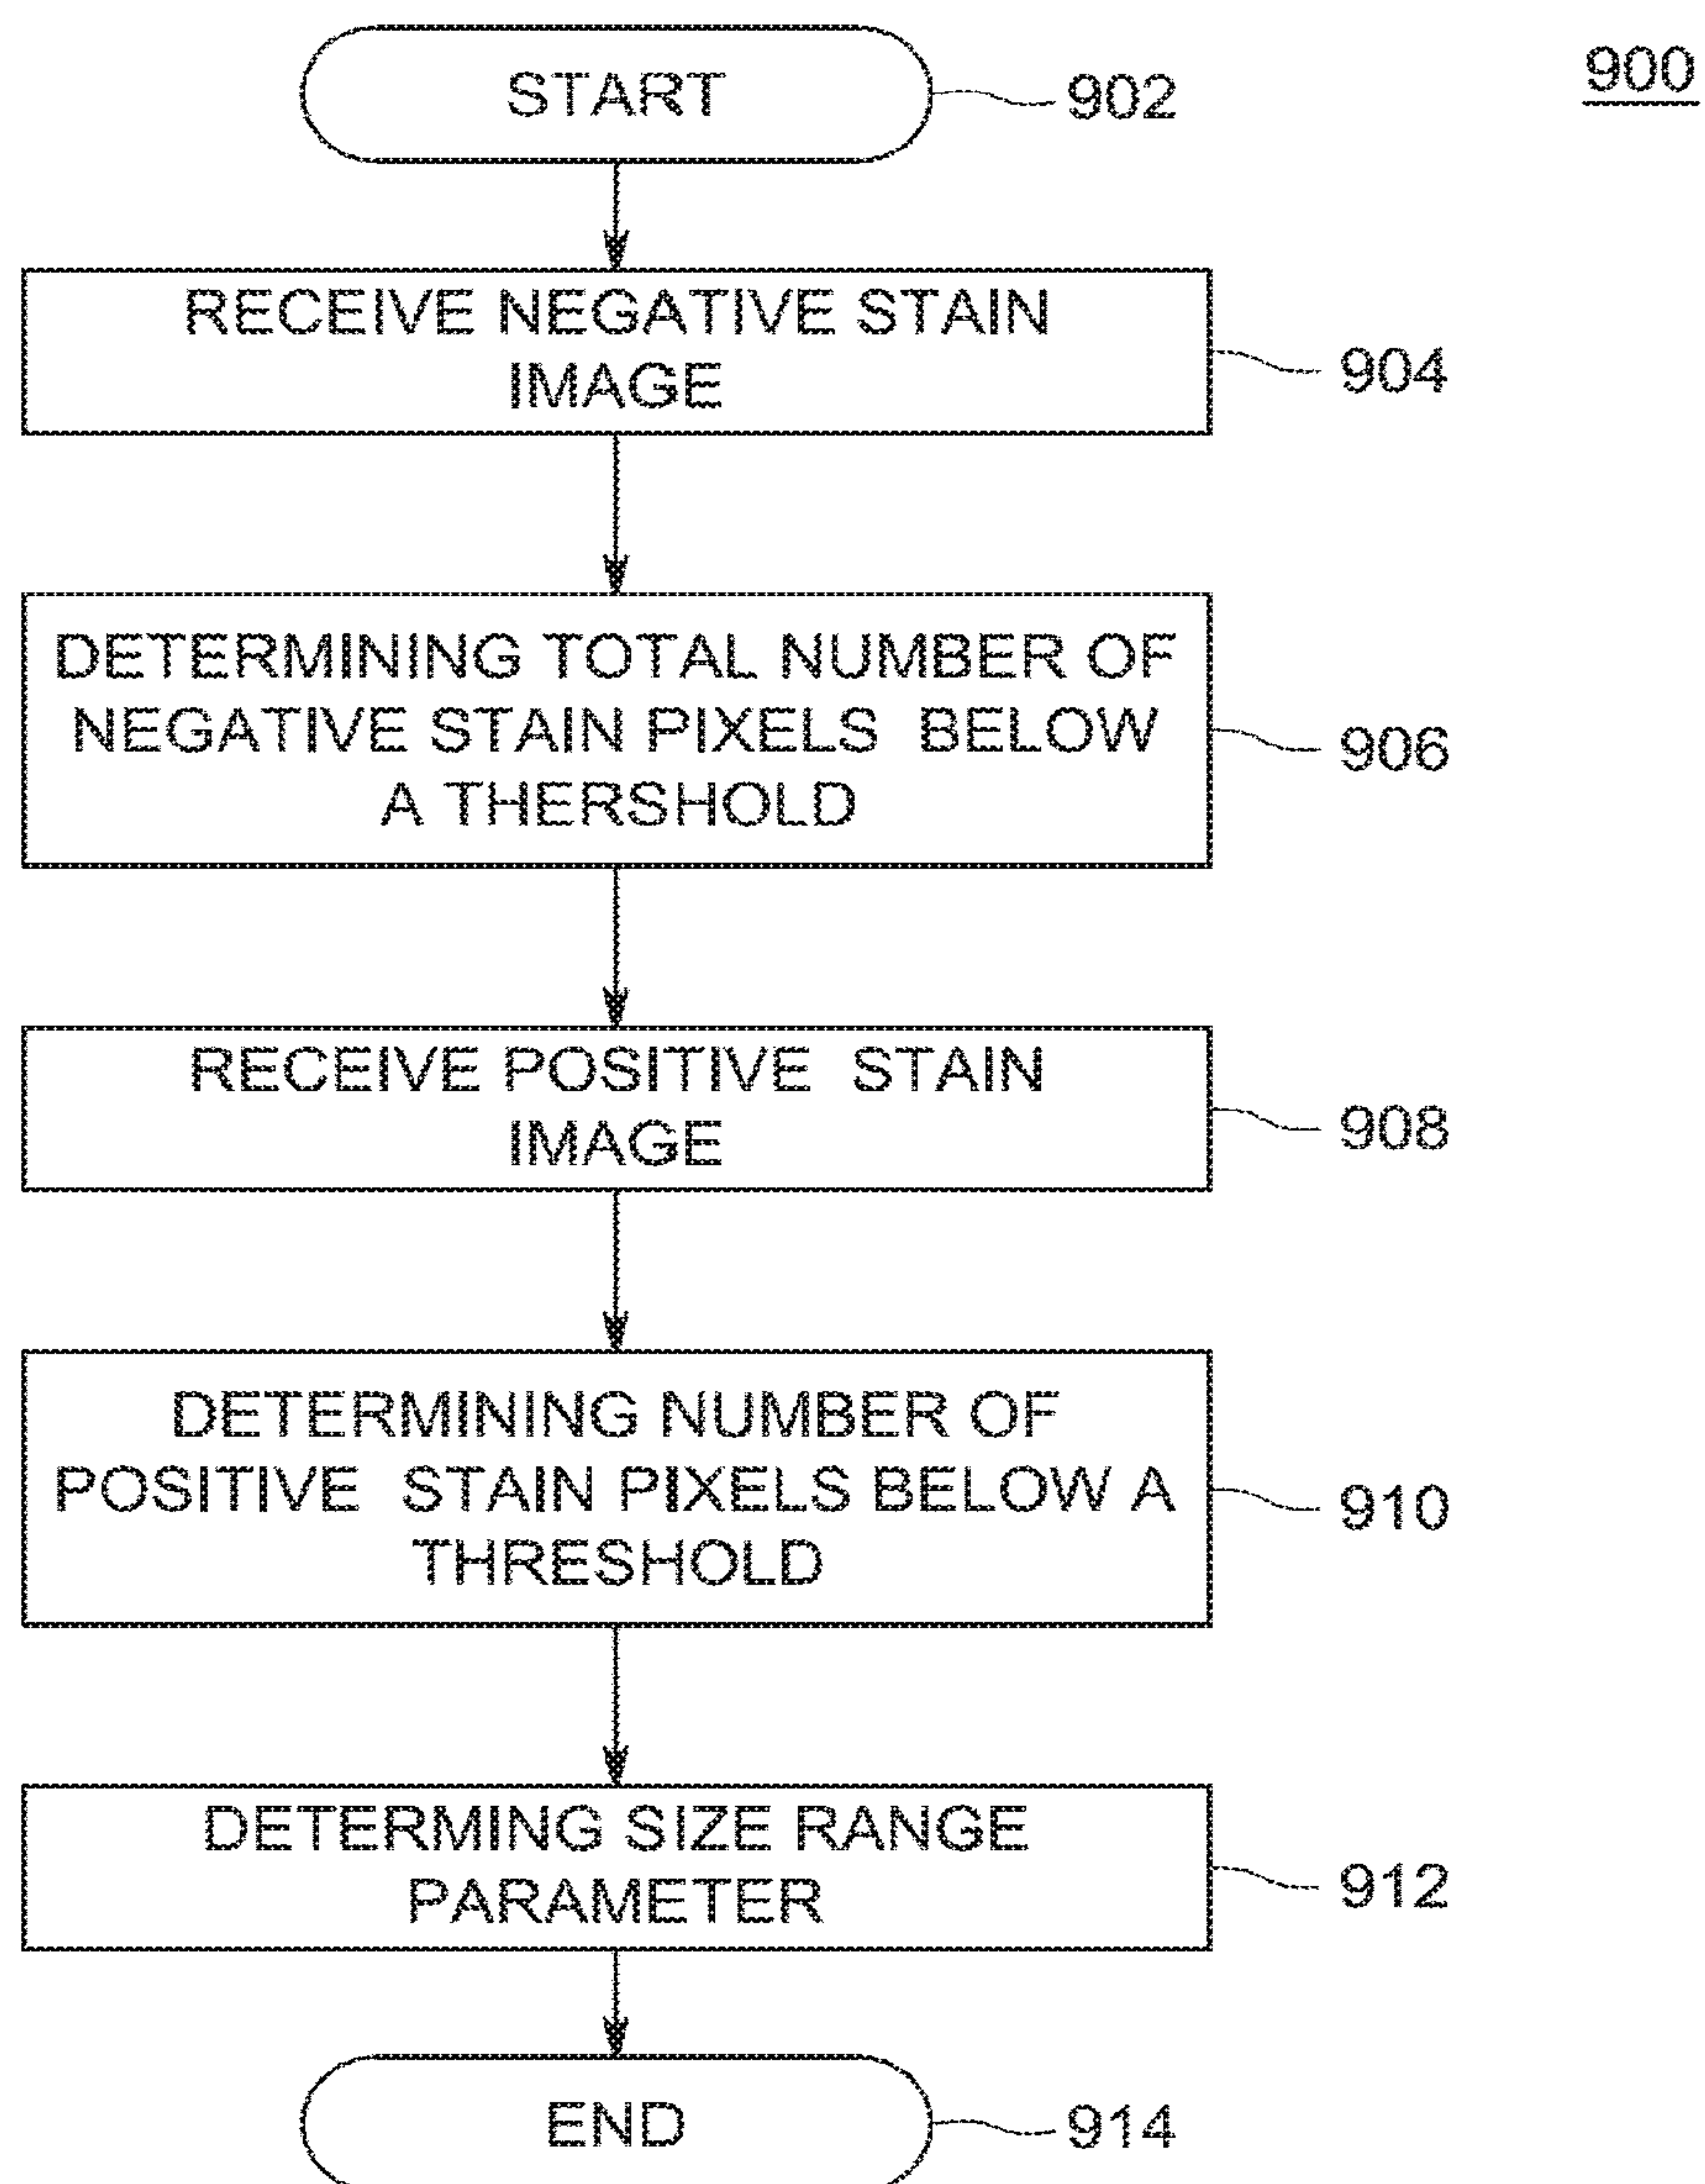 START
902
900
RECEIVE NEGATIVE STAIN
IMAGE
904
DETERMINING TOTAL NUMBER OF
NEGATIVE STAIN PIXELS BELOW
A THERSHOLD
906
RECEIVE POSITIVE STAIN
IMAGE
908
DETERMINING NUMBER OF
POSITIVE STAIN PIXELS BELOW A
THRESHOLD
910
DETERMING SIZE RANGE
PARAMETER
912
END
914